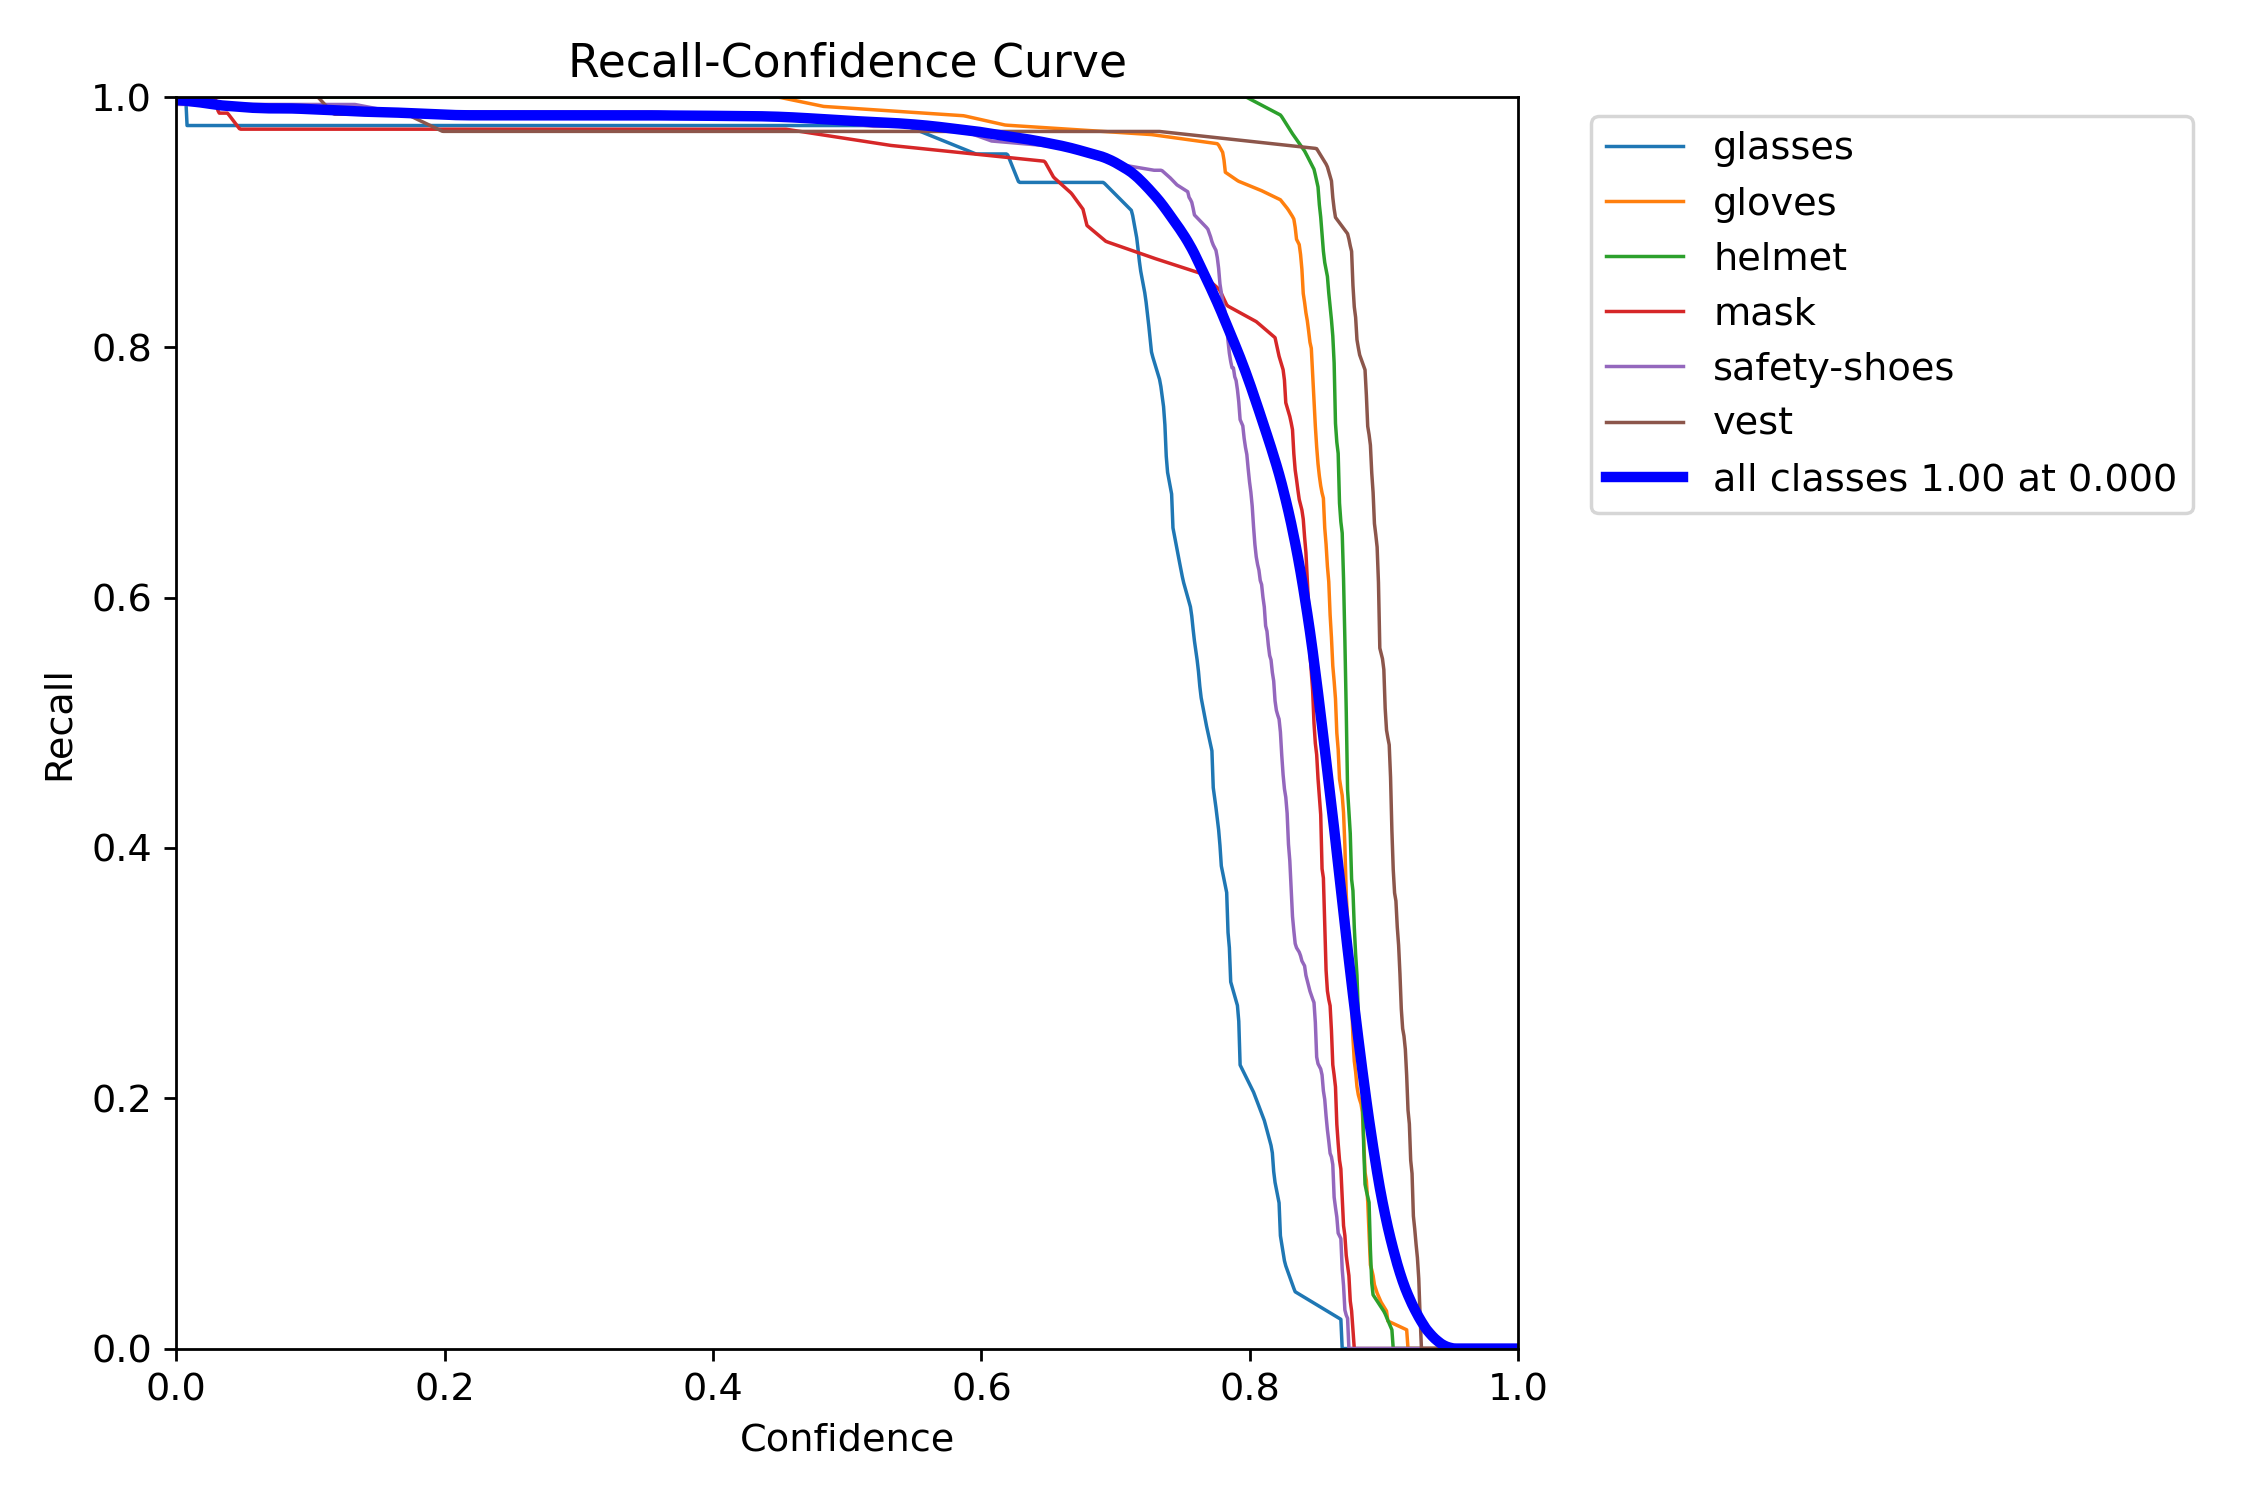 Recall-Confidence Curve
1.0
0.8
0.6
0.4
0.2
0.0
Recall
0.0 0.2 0.4 0.6 0.8 1.0
Confidence
glasses
gloves
helmet
mask
safety-shoes
vest
all classes 1.00 at 0.000